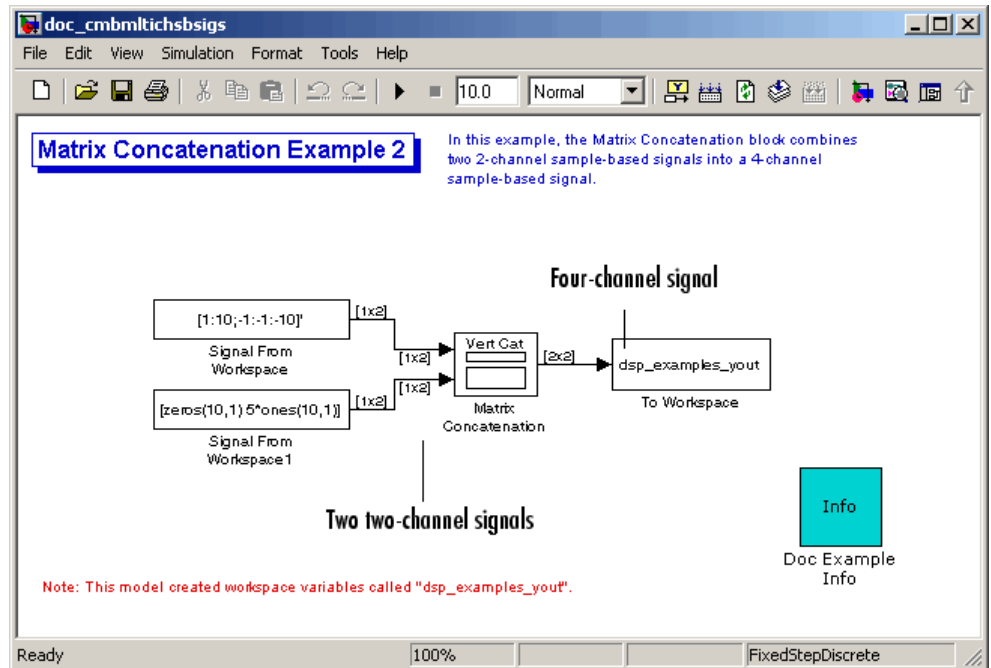 doc_cmbmltichsbsigs
File Edit View Simulation Format Tools Help
10.0 Normal
Matrix Concatenation Example 2
In this example, the Matrix Concatenation block combines
two 2-channel sample-based signals into a 4-channel
sample-based signal.
Four-channel signal
[1:10;-1:-1:-10]'
[1x2]
Signal From
Workspace
[1x2]
Vert Cat
[2x2]
dsp_examples_yout
To Workspace
[zeros(10,1) 5*ones(10,1)]
[1x2]
[1x2]
Signal From
Workspace1
Matrix
Concatenation
Two two-channel signals
Info
Doc Example
Info
Note: This model created workspace variables called "dsp_examples_yout".
Ready 100% FixedStepDiscrete